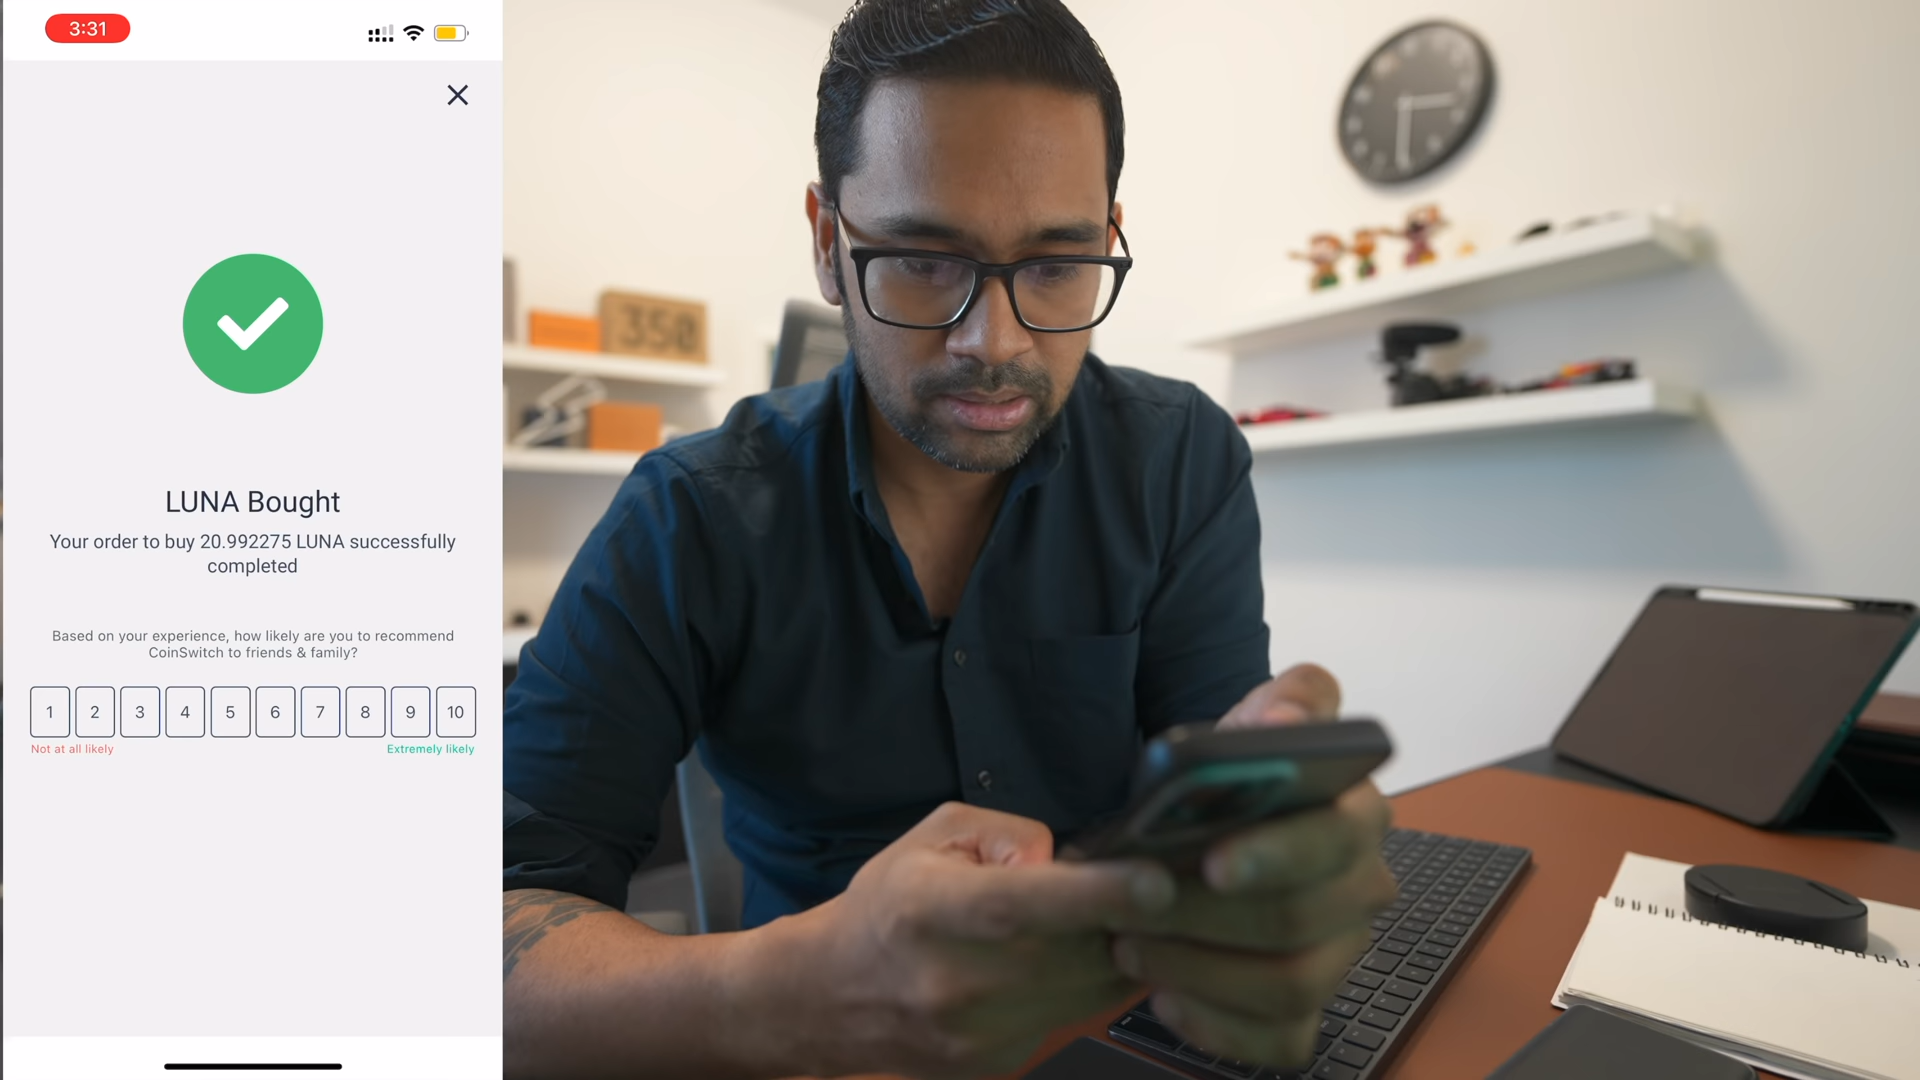 3:31
LUNA Bought
Your order to buy 20.992275 LUNA successfully
completed
Based on your experience, how likely are you to recommend
CoinSwitch to friends & family?
1 2 3 4 5 6 7 8 9 10
Not at all likely Extremely likely
350